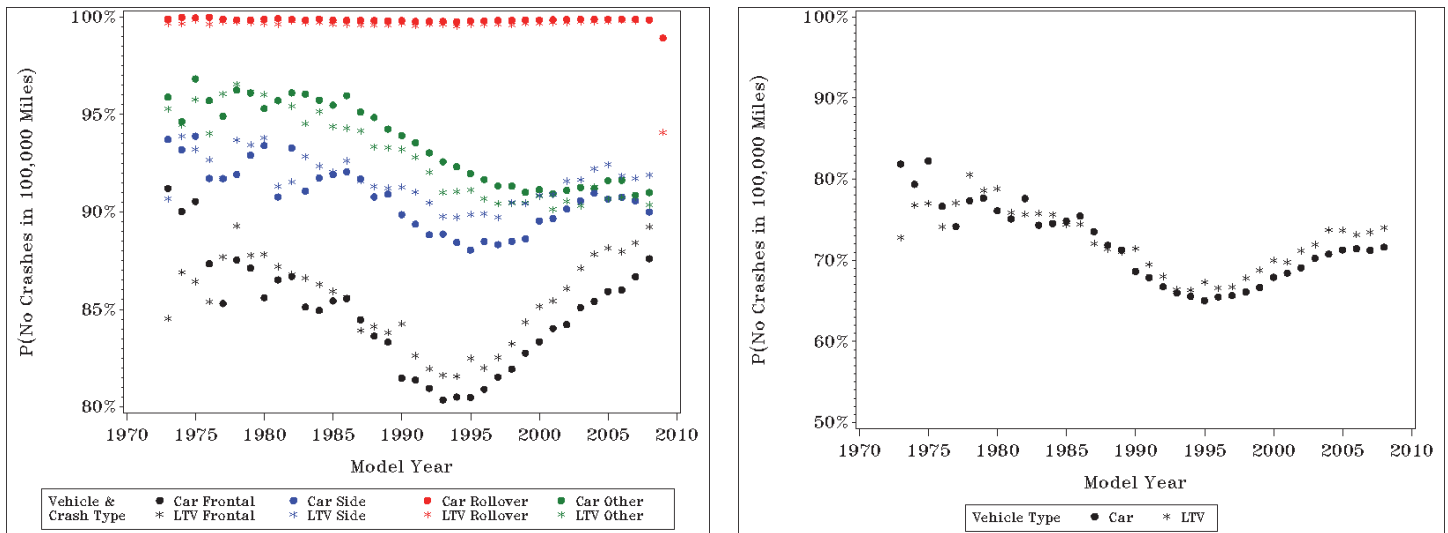 100%
95%
90%
85%
80%
P(No Crashes in 100,000 Miles)
1970 1975 1980 1985 1990 1995 2000 2005 2010
Model Year
Vehicle & Crash Type
Car Frontal Car Side Car Rollover Car Other
LTV Frontal LTV Side LTV Rollover LTV Other
100%
90%
80%
70%
60%
50%
P(No Crashes in 100,000 Miles)
1970 1975 1980 1985 1990 1995 2000 2005 2010
Model Year
Vehicle Type Car LTV